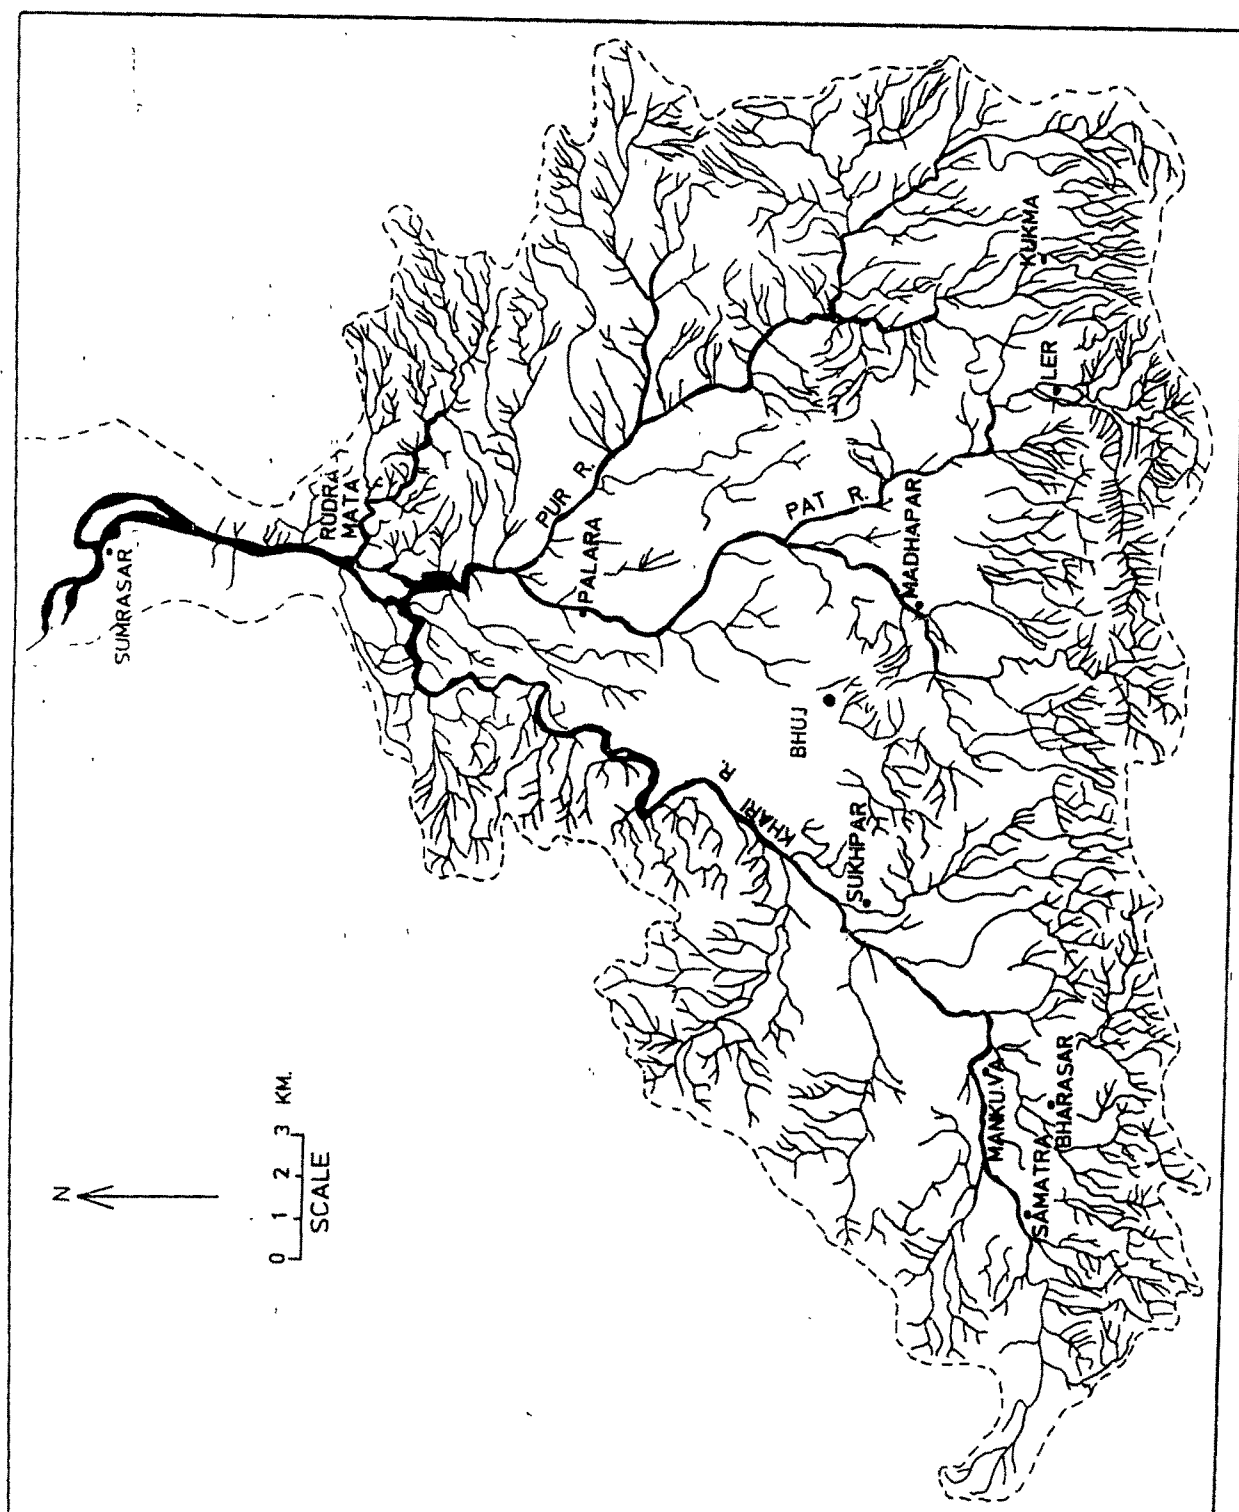 N
0 1 2 3 KM.
SCALE
SUMRASAR
RUDRA
MATA
PUR R.
PALARA
PAT R.
MADHAPAR
KUKMA
LER
BHUJ
KHARI R.
SUKHPAR
MANKUVA
SAMATRA
BHARASAR